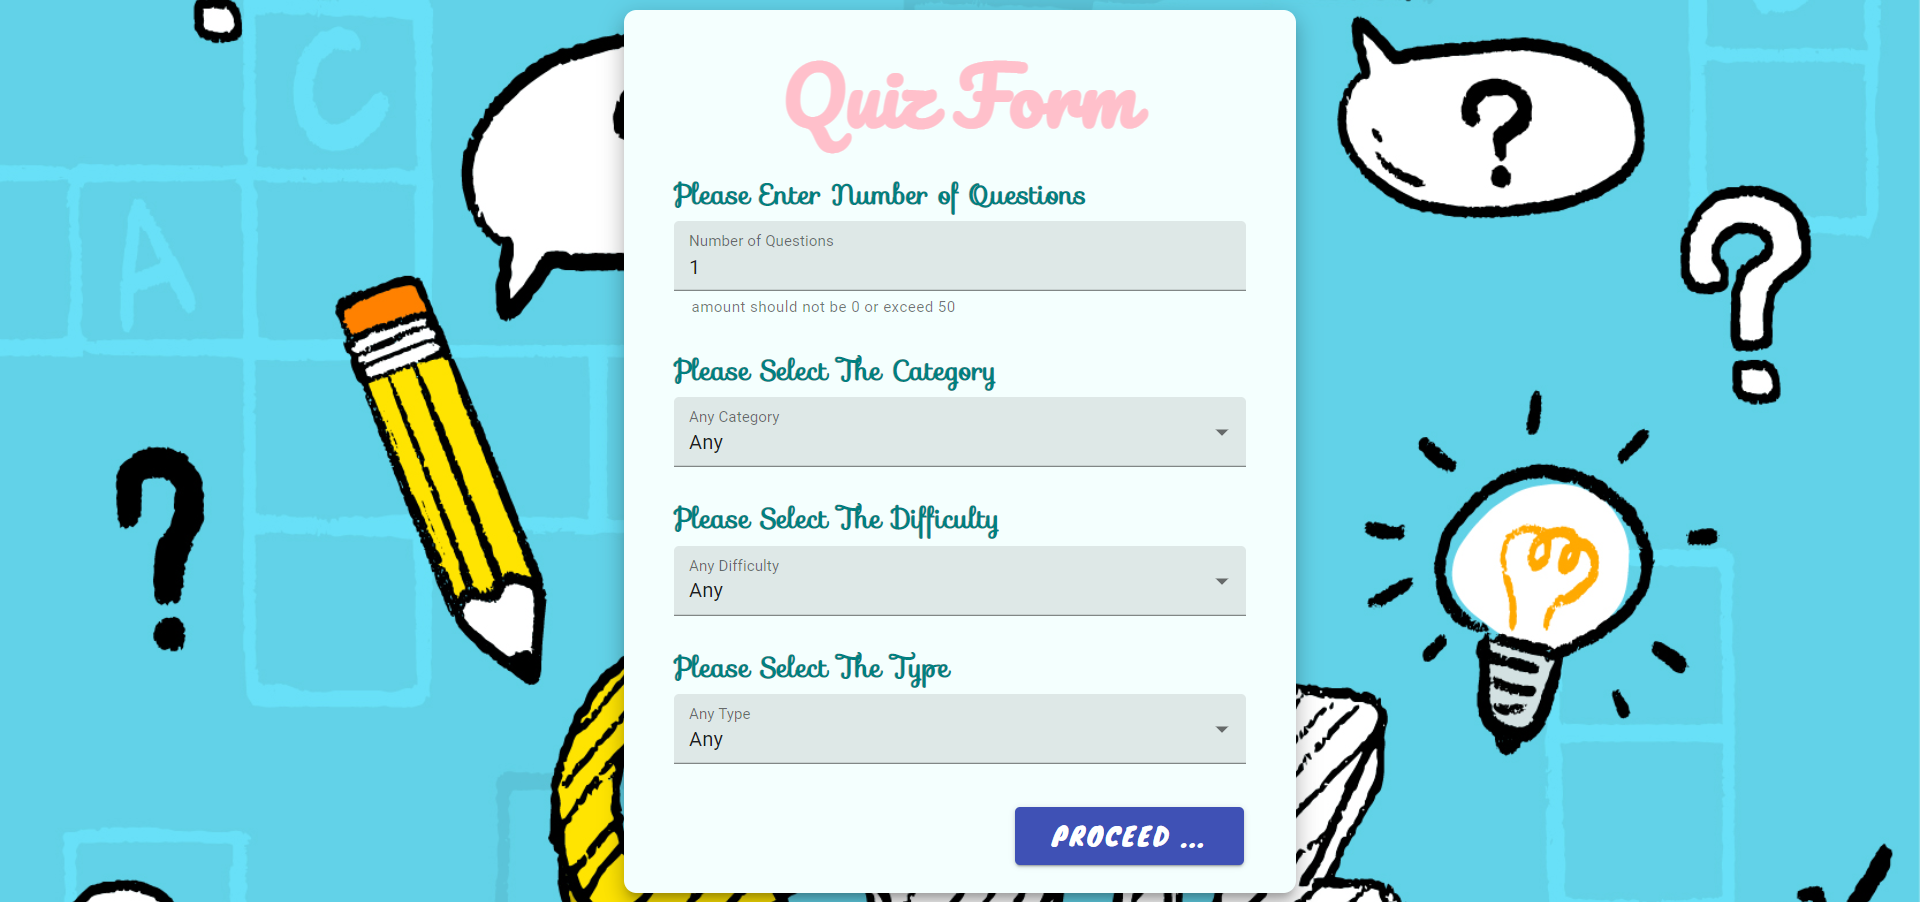 C
A
Quiz Form
Please Enter Number of Questions
Number of Questions
1
amount should not be 0 or exceed 50
Please Select The Category
Any Category
Any
Please Select The Difficulty
Any Difficulty
Any
Please Select The Type
Any Type
Any
PROCEED ...
?
?
?